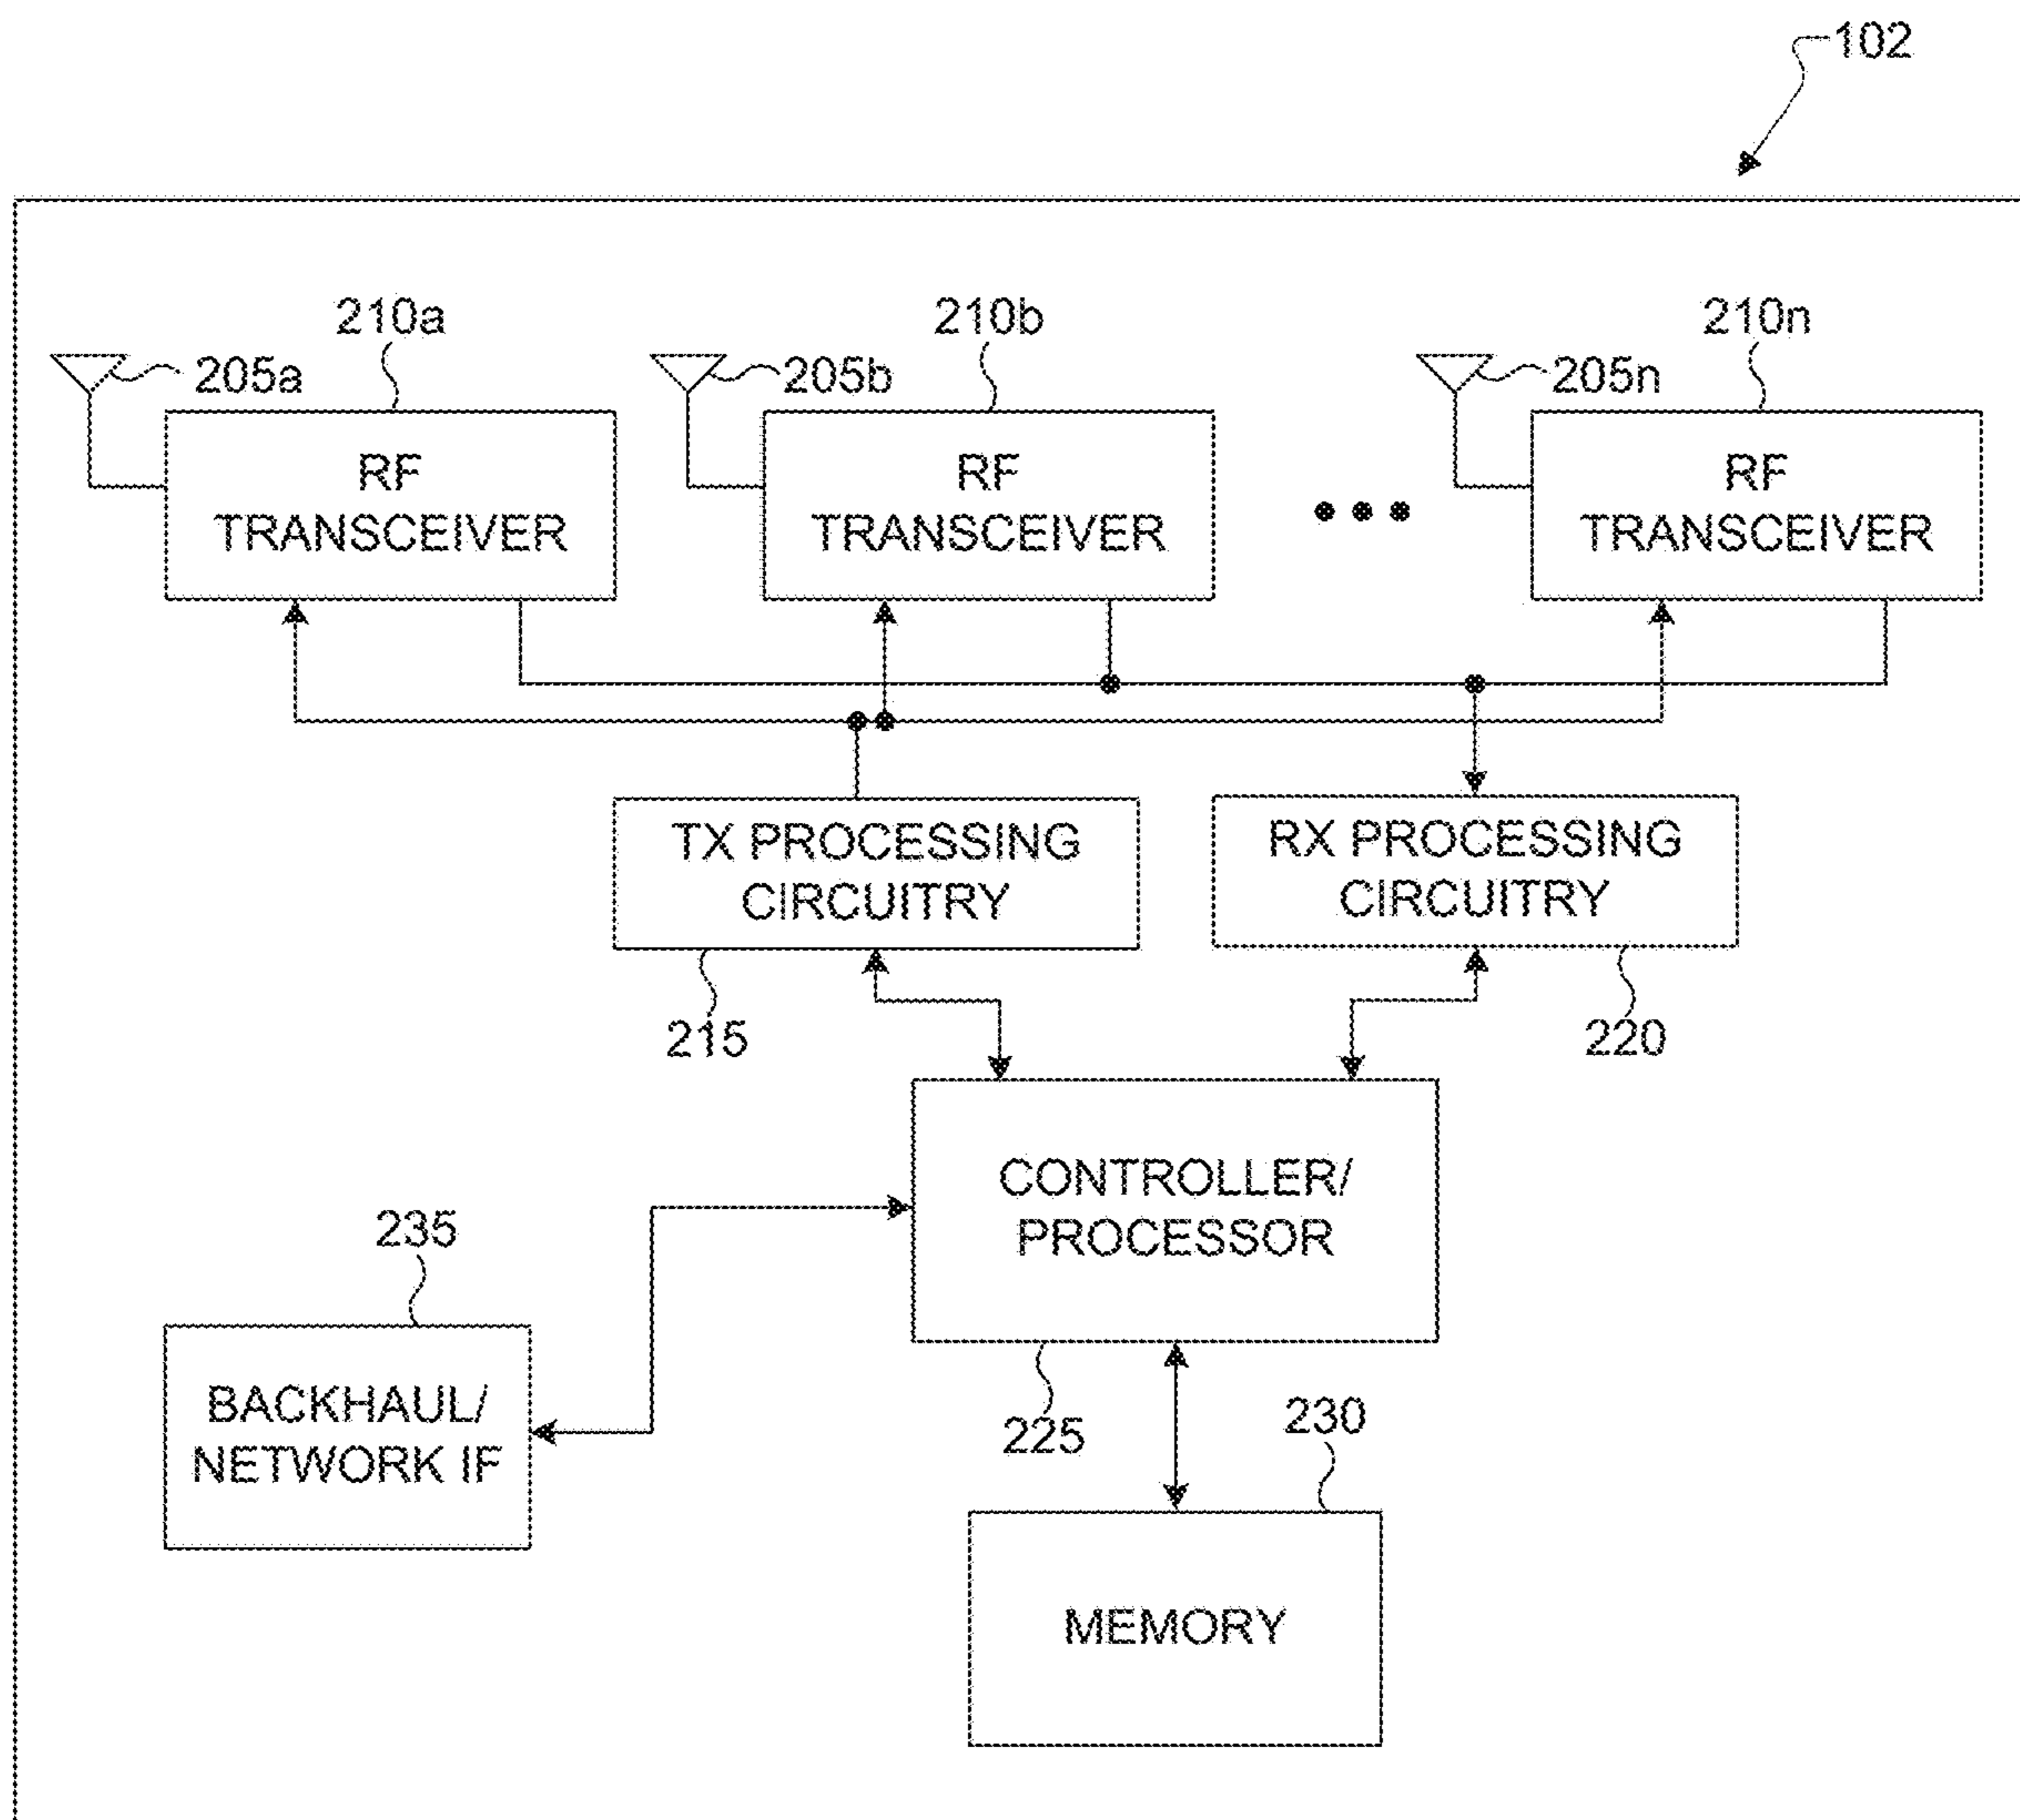 102
210a
210b
210n
205a
205b
205n
RF
TRANSCEIVER
RF
TRANSCEIVER
RF
TRANSCEIVER
TX PROCESSING
CIRCUITRY
RX PROCESSING
CIRCUITRY
215
220
CONTROLLER/
PROCESSOR
235
BACKHAUL/
NETWORK IF
225
230
MEMORY